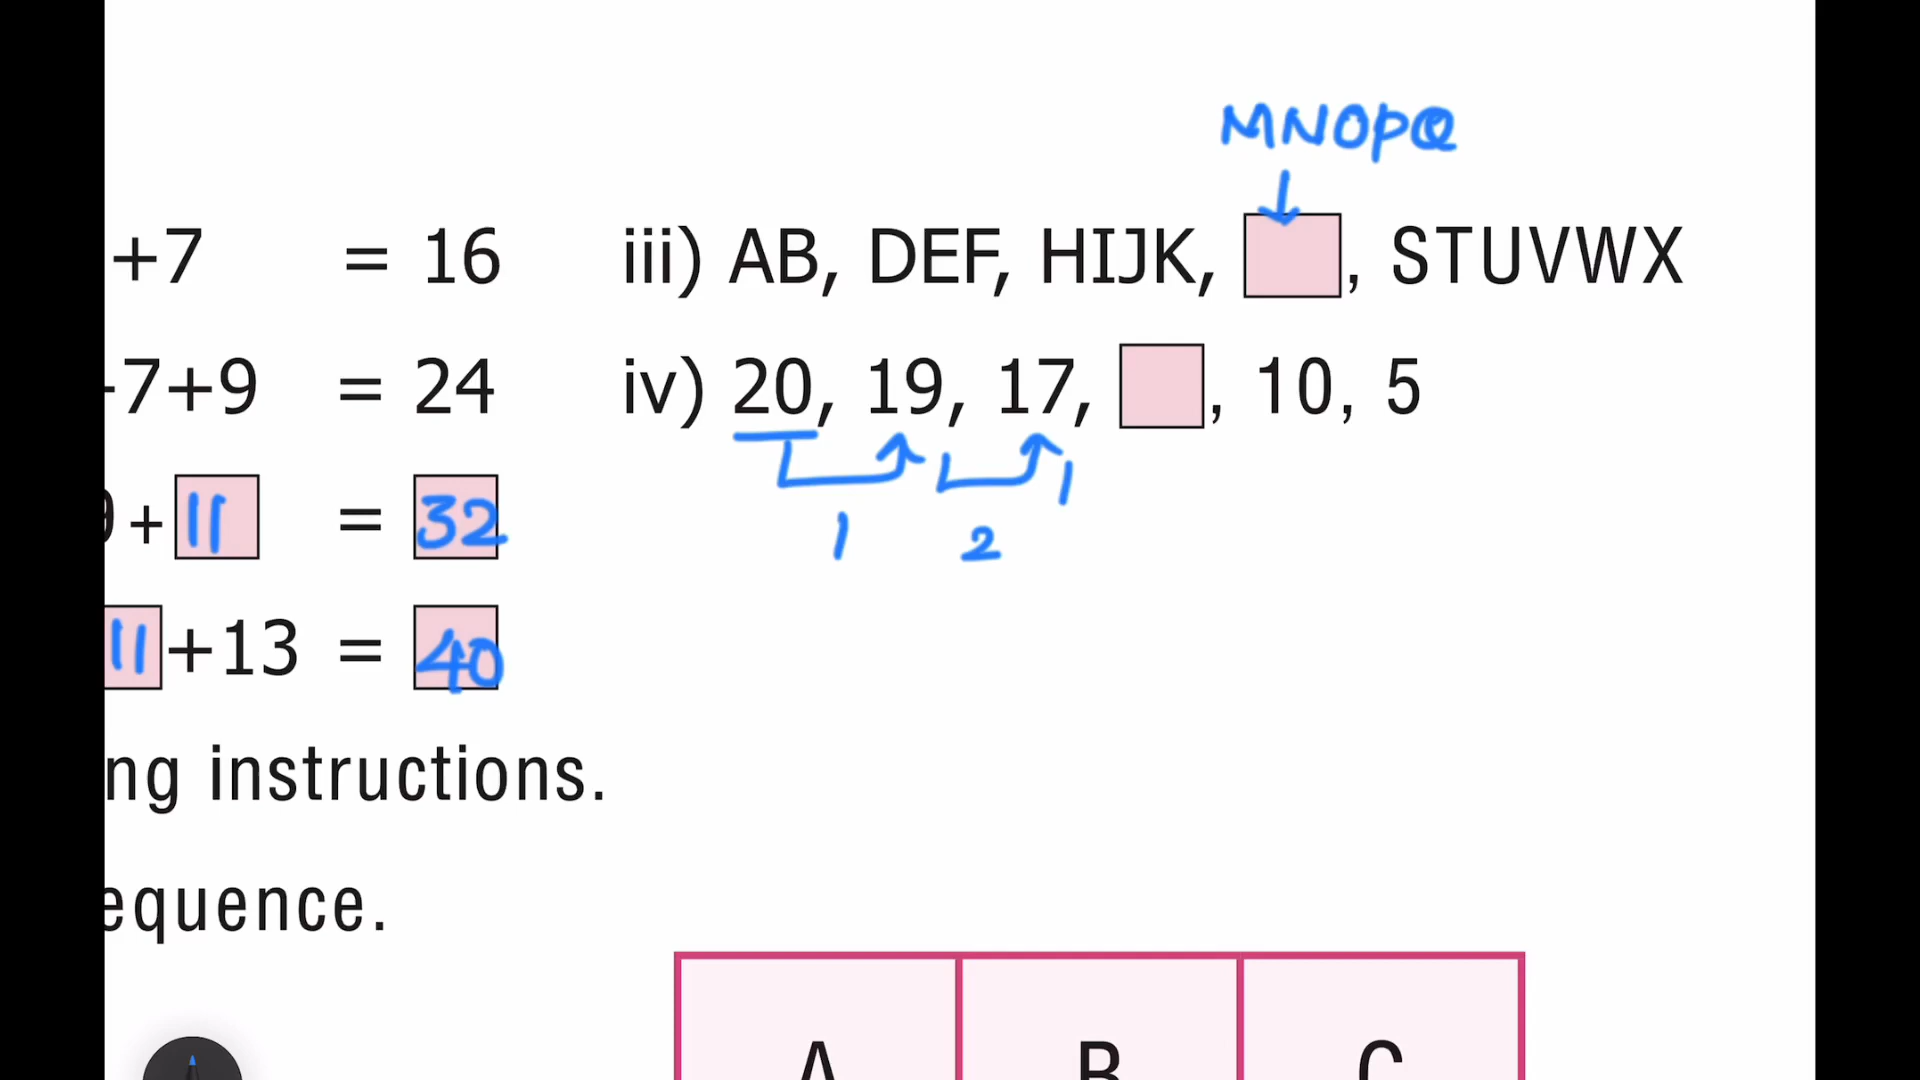 MNOPQ
+7 = 16 iii) AB, DEF, HIJK, , STUVWX
7+9 = 24 iv) 20, 19, 17, , 10, 5
1 2
+ 11 = 32
11 +13 = 40
ng instructions.
equence.
A B C